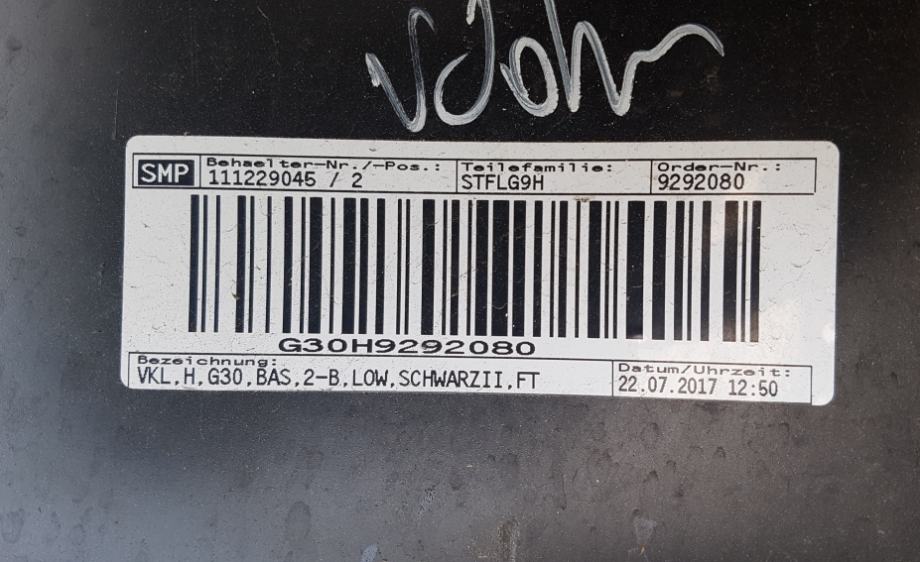 SMP Behaelter-Nr./-Pos.: Teilefamilie: Order-Nr.:
111229045 / 2 STFLG9H 9292080
G30H9292080
Bezeichnung: Datum/Uhrzeit:
VKL,H,G30,BAS,2-B,LOW,SCHWARZII,FT 22.07.2017 12:50